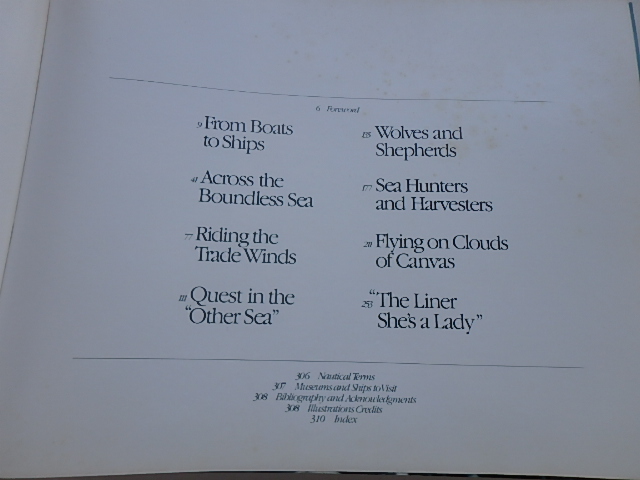 6 Foreword
9 From Boats
to Ships
41 Across the
Boundless Sea
77 Riding the
Trade Winds
111 Quest in the
"Other Sea"
Wolves and
Shepherds
177 Sea Hunters
and Harvesters
211 Flying on Clouds
of Canvas
253 "The Liner
She's a Lady"
306 Nautical Terms
307 Museums and Ships to Visit
308 Bibliography and Acknowledgments
308 Illustrations Credits
310 Index